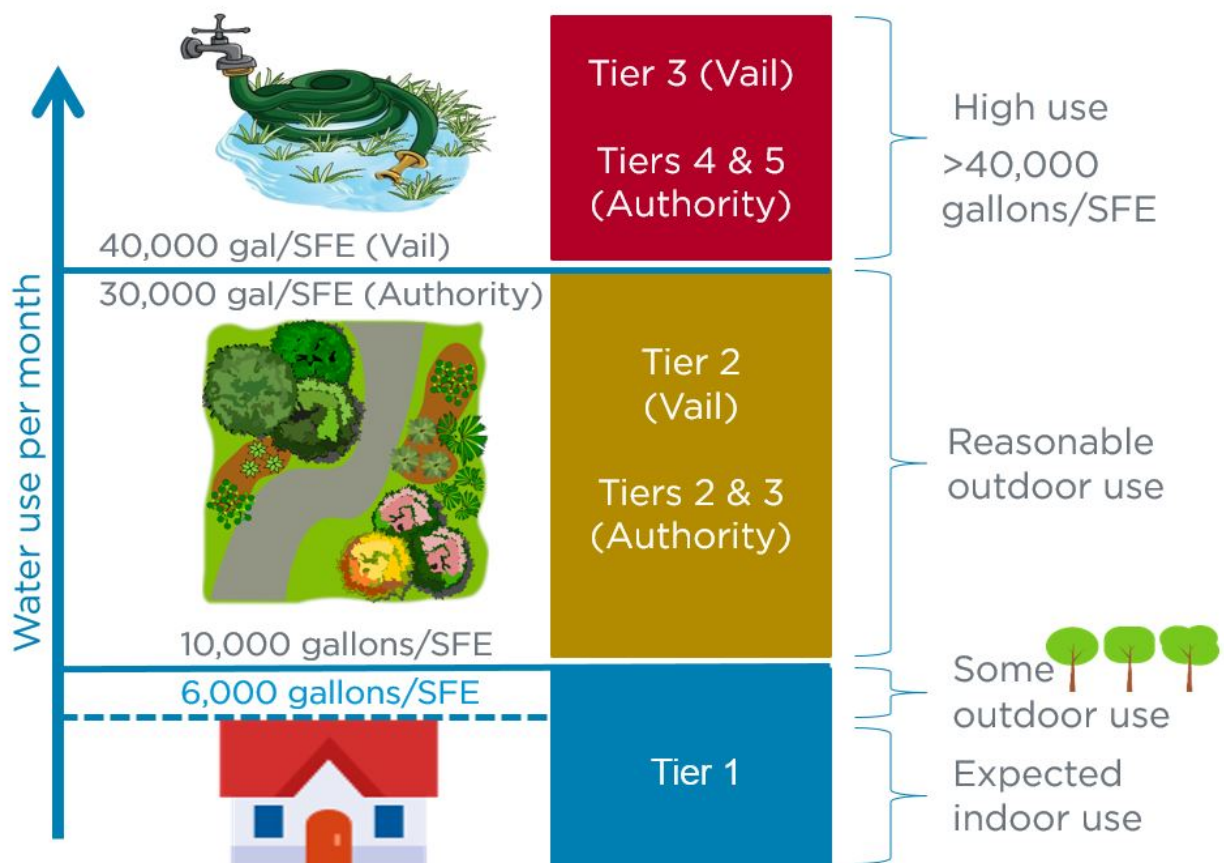 Water use per month
40,000 gal/SFE (Vail)
30,000 gal/SFE (Authority)
10,000 gallons/SFE
6,000 gallons/SFE
Tier 3 (Vail)
Tiers 4 & 5
(Authority)
Tier 2
(Vail)
Tiers 2 & 3
(Authority)
Tier 1
High use
>40,000
gallons/SFE
Reasonable
outdoor use
Some
outdoor use
Expected
indoor use